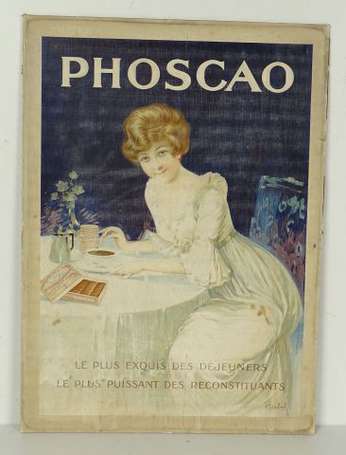 PHOSCAO
LE PLUS EXQUIS DES DÉJEUNERS
LE PLUS PUISSANT DES RECONSTITUANTS